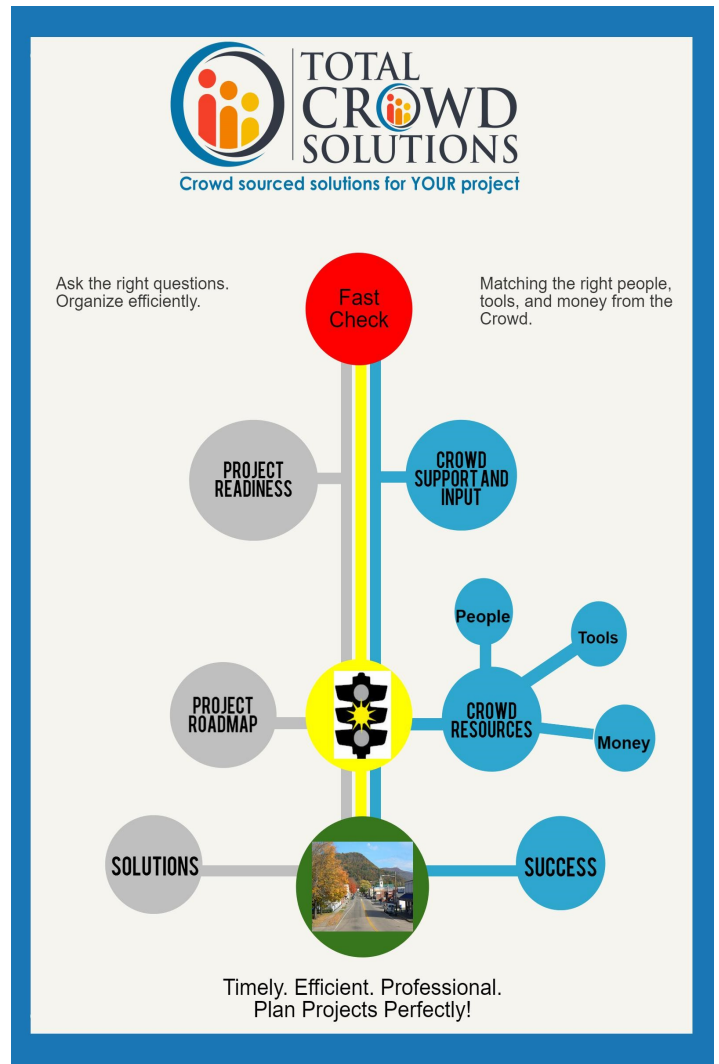 TOTAL
CROWD
SOLUTIONS
Crowd sourced solutions for YOUR project
Ask the right questions.
Organize efficiently.
Matching the right people,
tools, and money from the
Crowd.
Fast
Check
PROJECT
READINESS
CROWD
SUPPORT AND
INPUT
People
Tools
PROJECT
ROADMAP
CROWD
RESOURCES
Money
SOLUTIONS
SUCCESS
Timely. Efficient. Professional.
Plan Projects Perfectly!